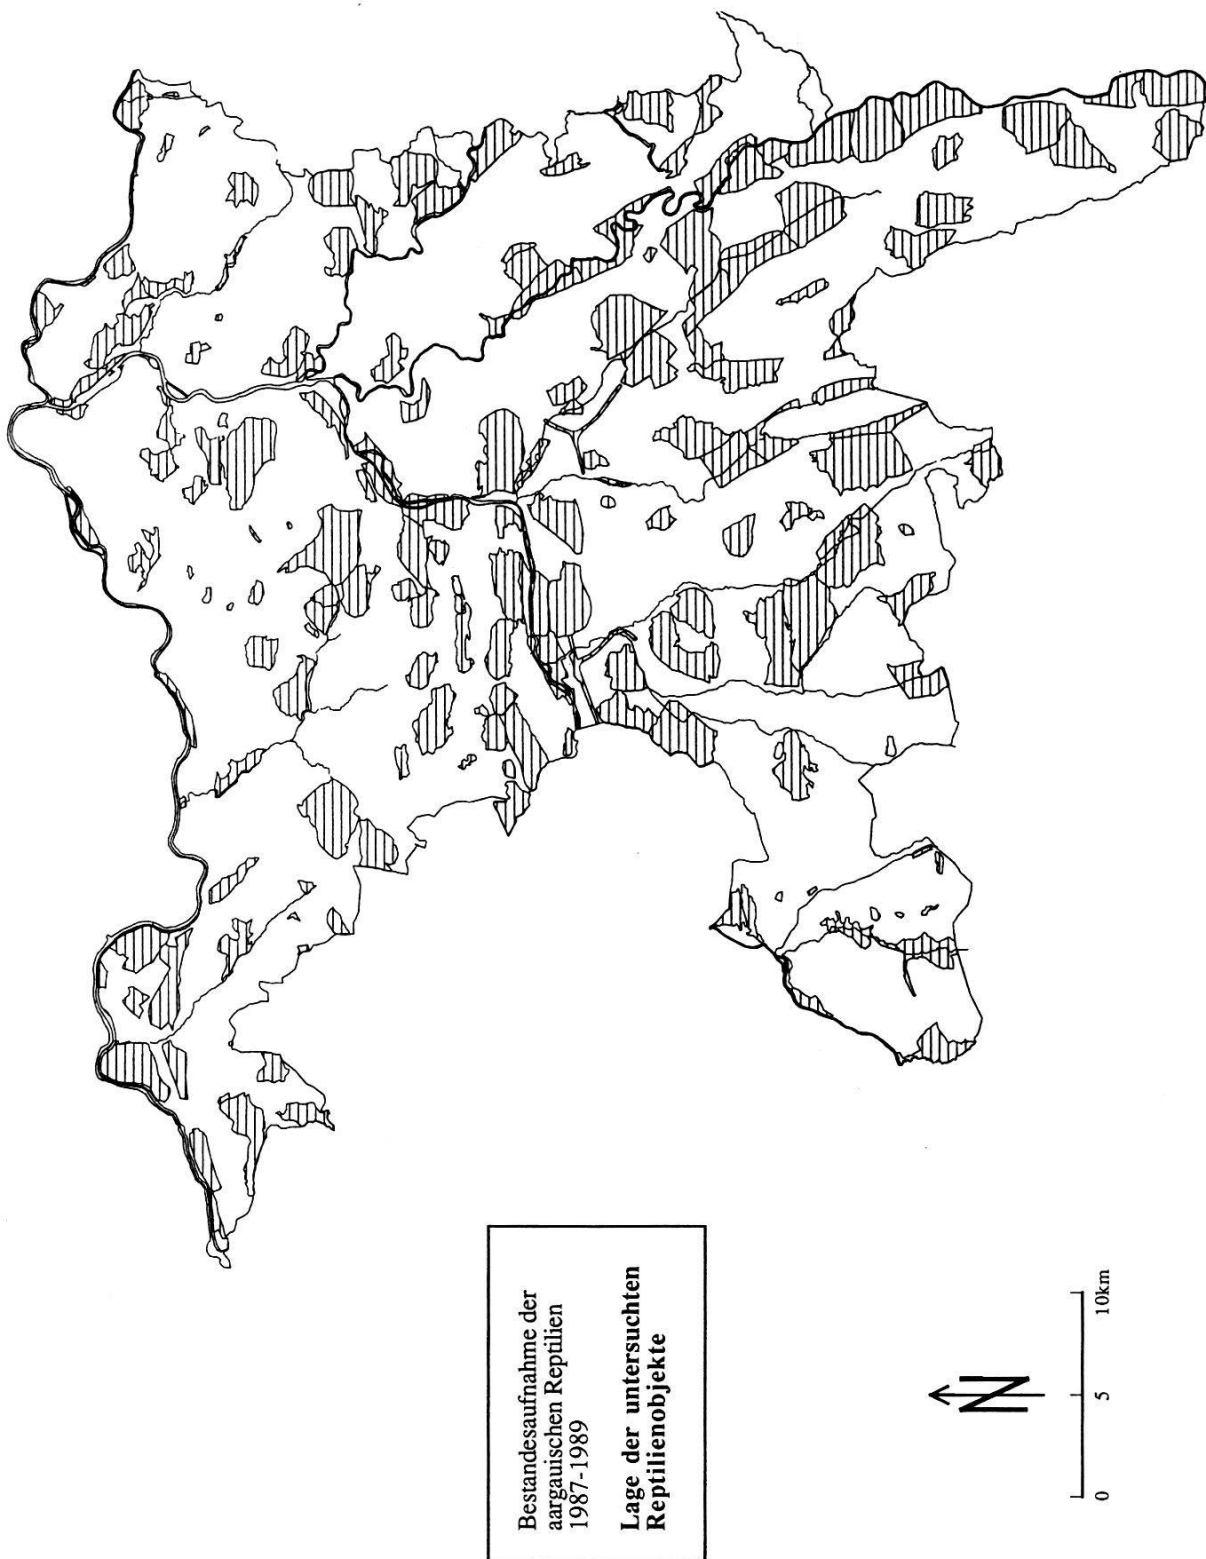 Bestandesaufnahme der
aargauischen Reptilien
1987-1989
Lage der untersuchten
Reptilienobjekte
N
0 5 10km